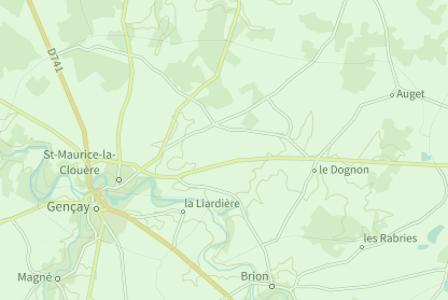 D741
Auget
St-Maurice-la-
Clouère
le Dognon
Gençay
la Llardière
les Rabries
Magné
Brion